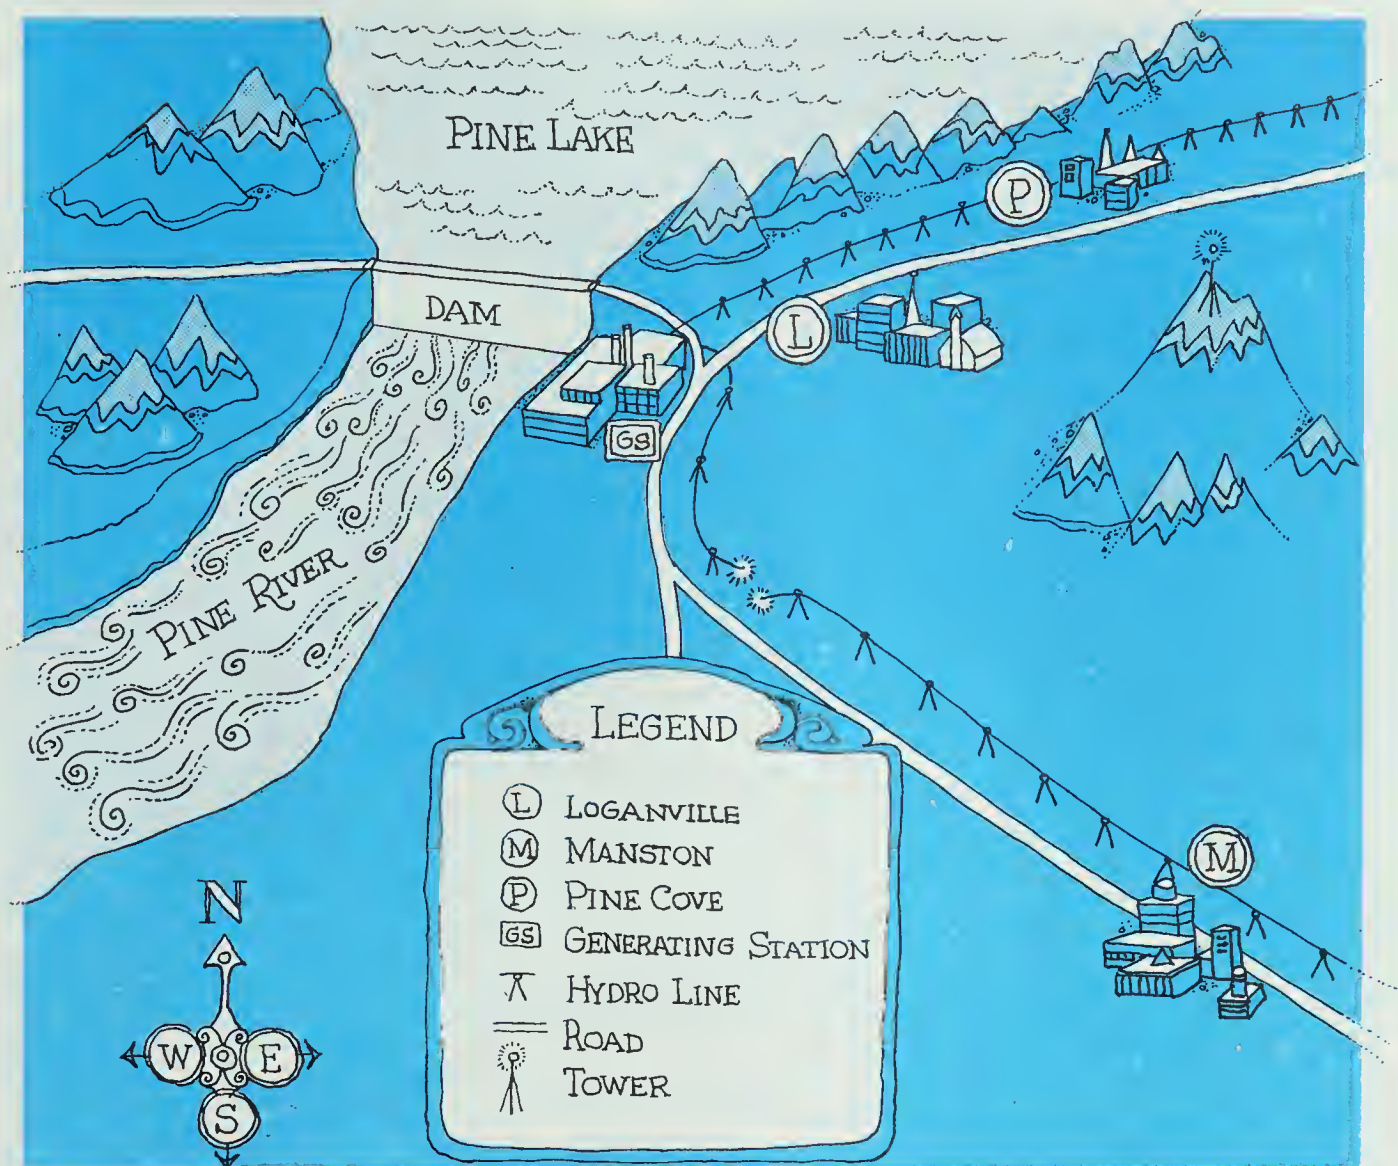 PINE LAKE
P
DAM
L
GS
PINE RIVER
LEGEND
L LOGANVILLE
M MANSTON
P PINE COVE
GS GENERATING STATION
HYDRO LINE
ROAD
TOWER
M
N
W E
S